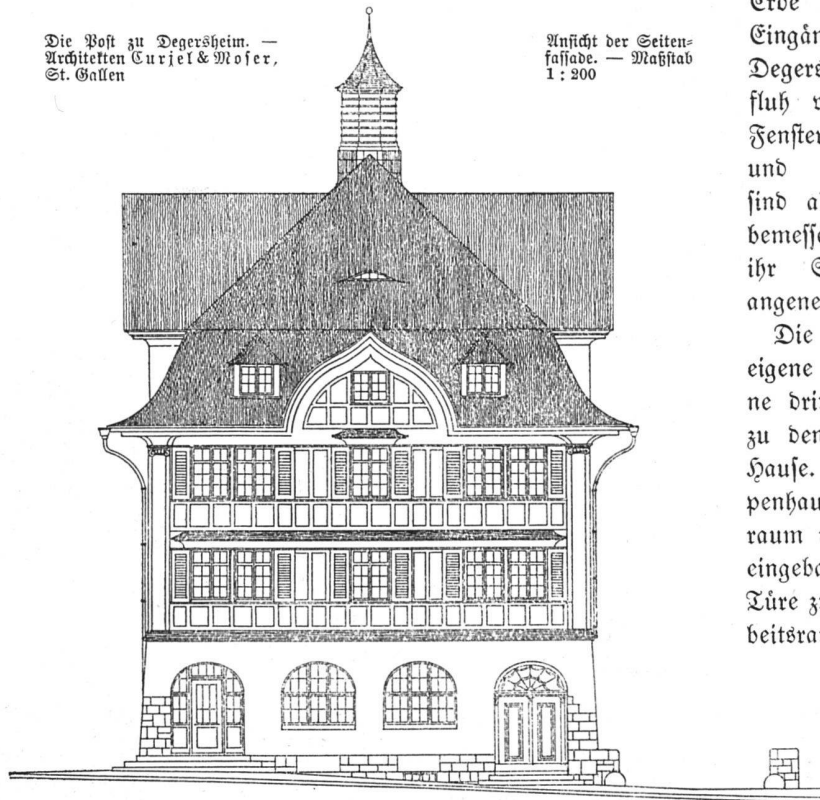 Die Post zu Degersheim. —
Architekten Curjel & Moser,
St. Gallen
Ansicht der Seiten=
fassade. — Maßstab
1 : 200
Erde
Eingän
Degers
fluh v
Fenster
und
sind a
bemesse
ihr S
angene
Die
eigene
ne dri
zu den
Hause.
penhau
raum
eingeba
Türe z
beitsra